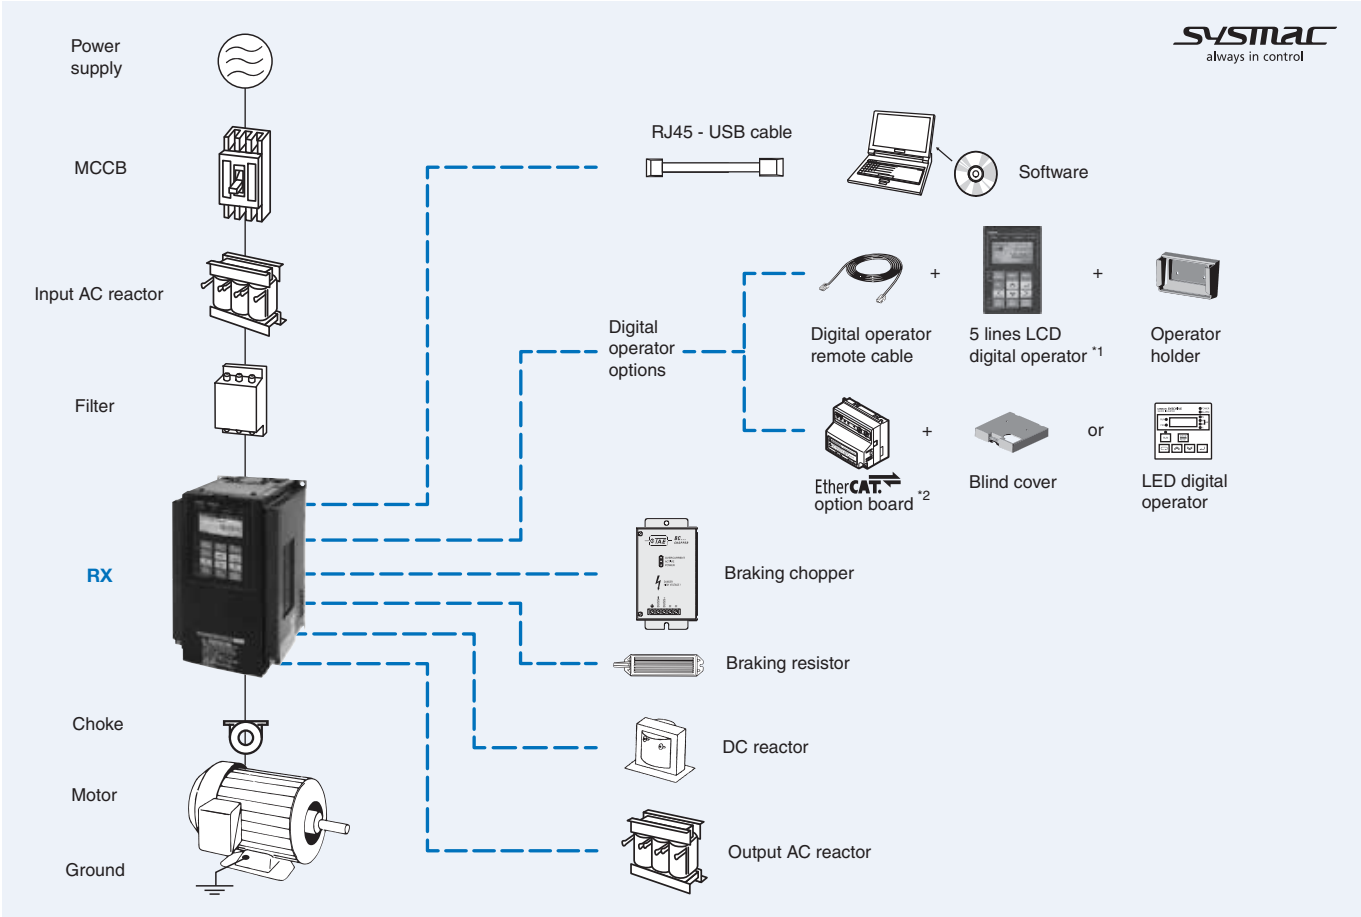 Power
supply
sysmac
always in control
RJ45 - USB cable
MCCB
Software
Input AC reactor
Digital
operator
options
Digital operator
remote cable
+
5 lines LCD
digital operator *1
+
Operator
holder
Filter
EtherCAT.
option board *2
+
Blind cover
or
LED digital
operator
RX
Braking chopper
Braking resistor
Choke
DC reactor
Motor
Output AC reactor
Ground